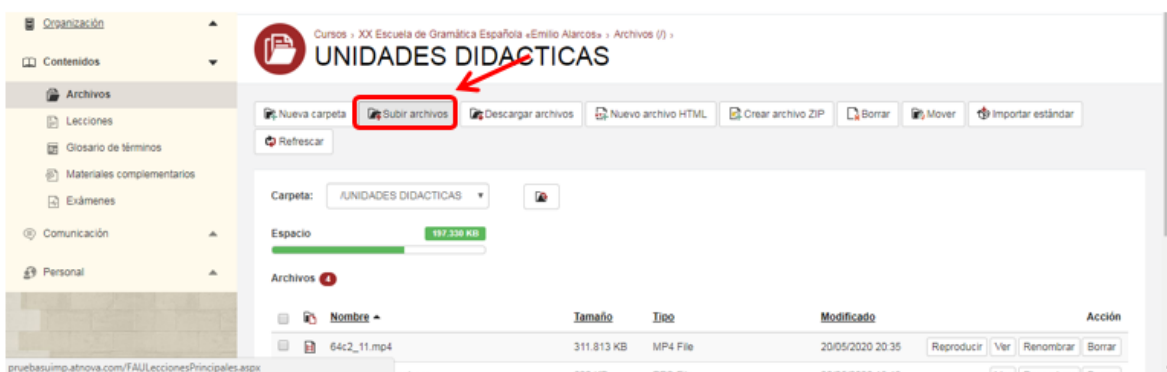 Organización
Contenidos
Archivos
Lecciones
Glosario de términos
Materiales complementarios
Exámenes
Comunicación
Personal
pruebasuimp.atnova.com/FAULeccionesPrincipales.aspx
Cursos › XX Escuela de Gramática Española «Emilio Alarcos» › Archivos (/) ›
UNIDADES DIDACTICAS
Nueva carpeta Subir archivos Descargar archivos Nuevo archivo HTML Crear archivo ZIP Borrar Mover Importar estándar
Refrescar
Carpeta: /UNIDADES DIDACTICAS
Espacio 197.330 KB
Archivos 4
Nombre Tamaño Tipo Modificado Acción
64c2_11.mp4 311.813 KB MP4 File 20/05/2020 20:35 Reproducir Ver Renombrar Borrar